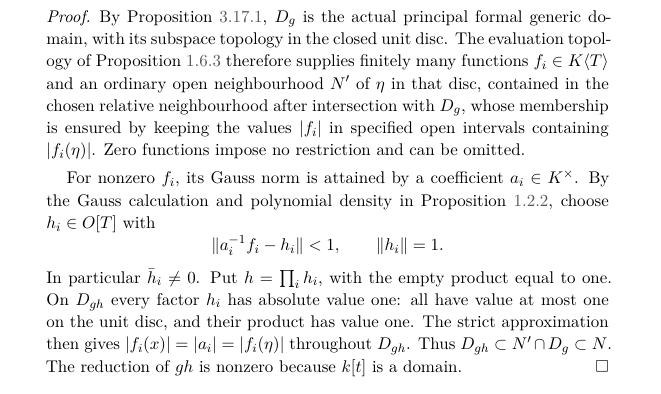 Proof. By Proposition 3.17.1, D_g is the actual principal formal generic do-
main, with its subspace topology in the closed unit disc. The evaluation topol-
ogy of Proposition 1.6.3 therefore supplies finitely many functions f_i ∈ K⟨T⟩
and an ordinary open neighbourhood N′ of η in that disc, contained in the
chosen relative neighbourhood after intersection with D_g, whose membership
is ensured by keeping the values |f_i| in specified open intervals containing
|f_i(η)|. Zero functions impose no restriction and can be omitted.
For nonzero f_i, its Gauss norm is attained by a coefficient a_i ∈ K^×. By
the Gauss calculation and polynomial density in Proposition 1.2.2, choose
h_i ∈ O[T] with
‖a_i^{-1} f_i − h_i‖ < 1, ‖h_i‖ = 1.
In particular h̄_i ≠ 0. Put h = ∏_i h_i, with the empty product equal to one.
On D_{gh} every factor h_i has absolute value one: all have value at most one
on the unit disc, and their product has value one. The strict approximation
then gives |f_i(x)| = |a_i| = |f_i(η)| throughout D_{gh}. Thus D_{gh} ⊂ N′ ∩ D_g ⊂ N.
The reduction of gh is nonzero because k[t] is a domain. □